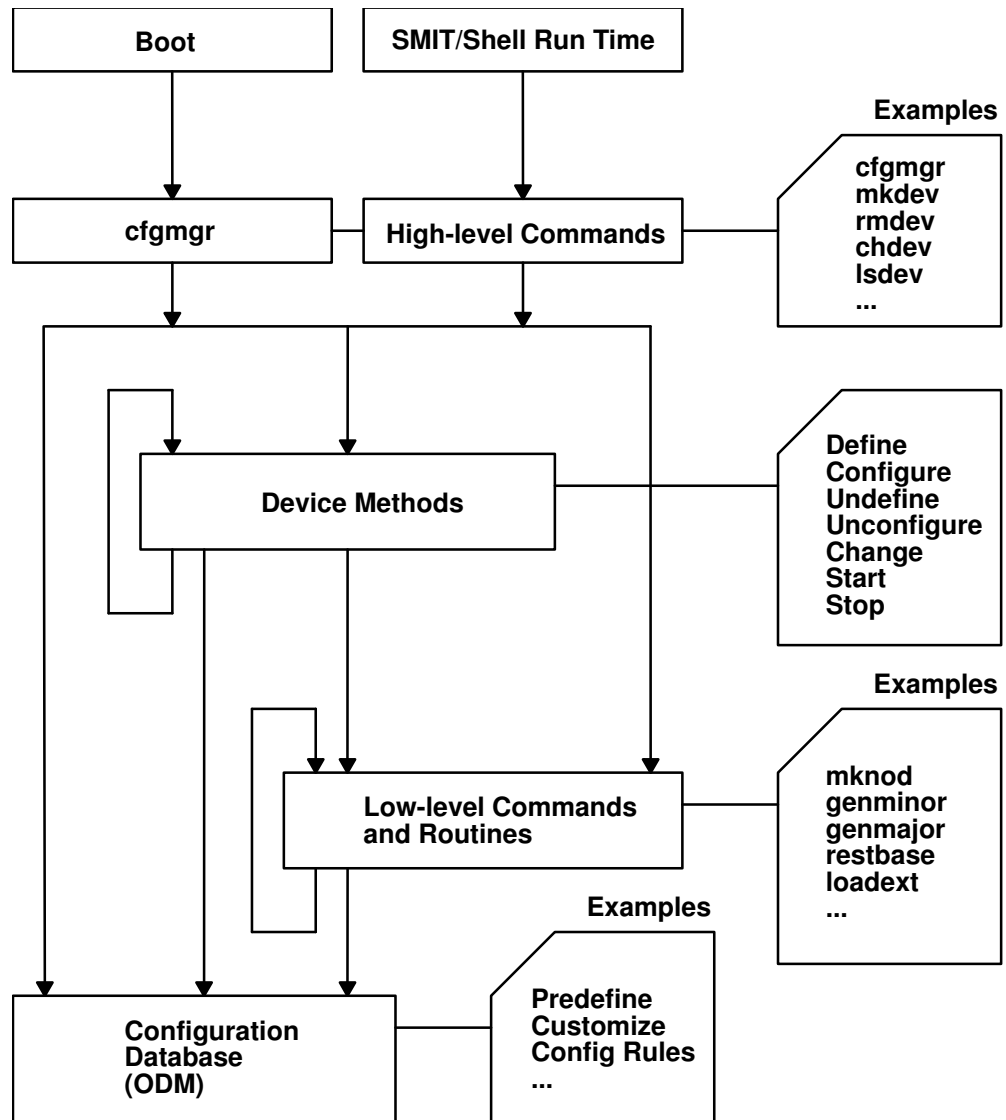 Boot
SMIT/Shell Run Time
Examples
cfgmgr
mkdev
rmdev
chdev
lsdev
...
cfgmgr
High-level Commands
Define
Configure
Undefine
Unconfigure
Change
Start
Stop
Device Methods
Examples
mknod
genminor
genmajor
restbase
loadext
...
Low-level Commands
and Routines
Examples
Predefine
Customize
Config Rules
...
Configuration
Database
(ODM)